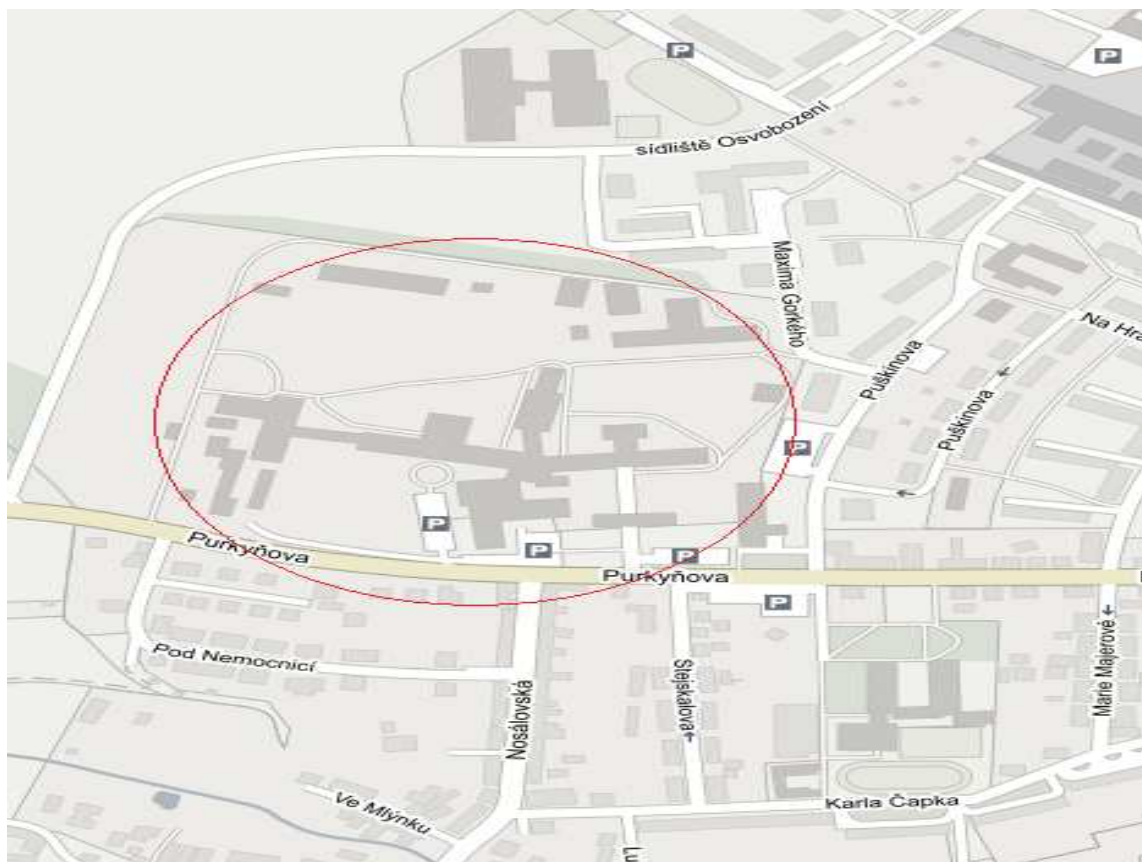 P
P
sídliště Osvobození
Maxima Gorkého
Na Hra
Puškinova
Puškinova
P
P
P
P
Purkyňova
Purkyňova
P
Pod Nemocnicí
Nosálovská
Stejskalova
Marie Majerové
Ve Mlýnku
Karla Čapka
Lu